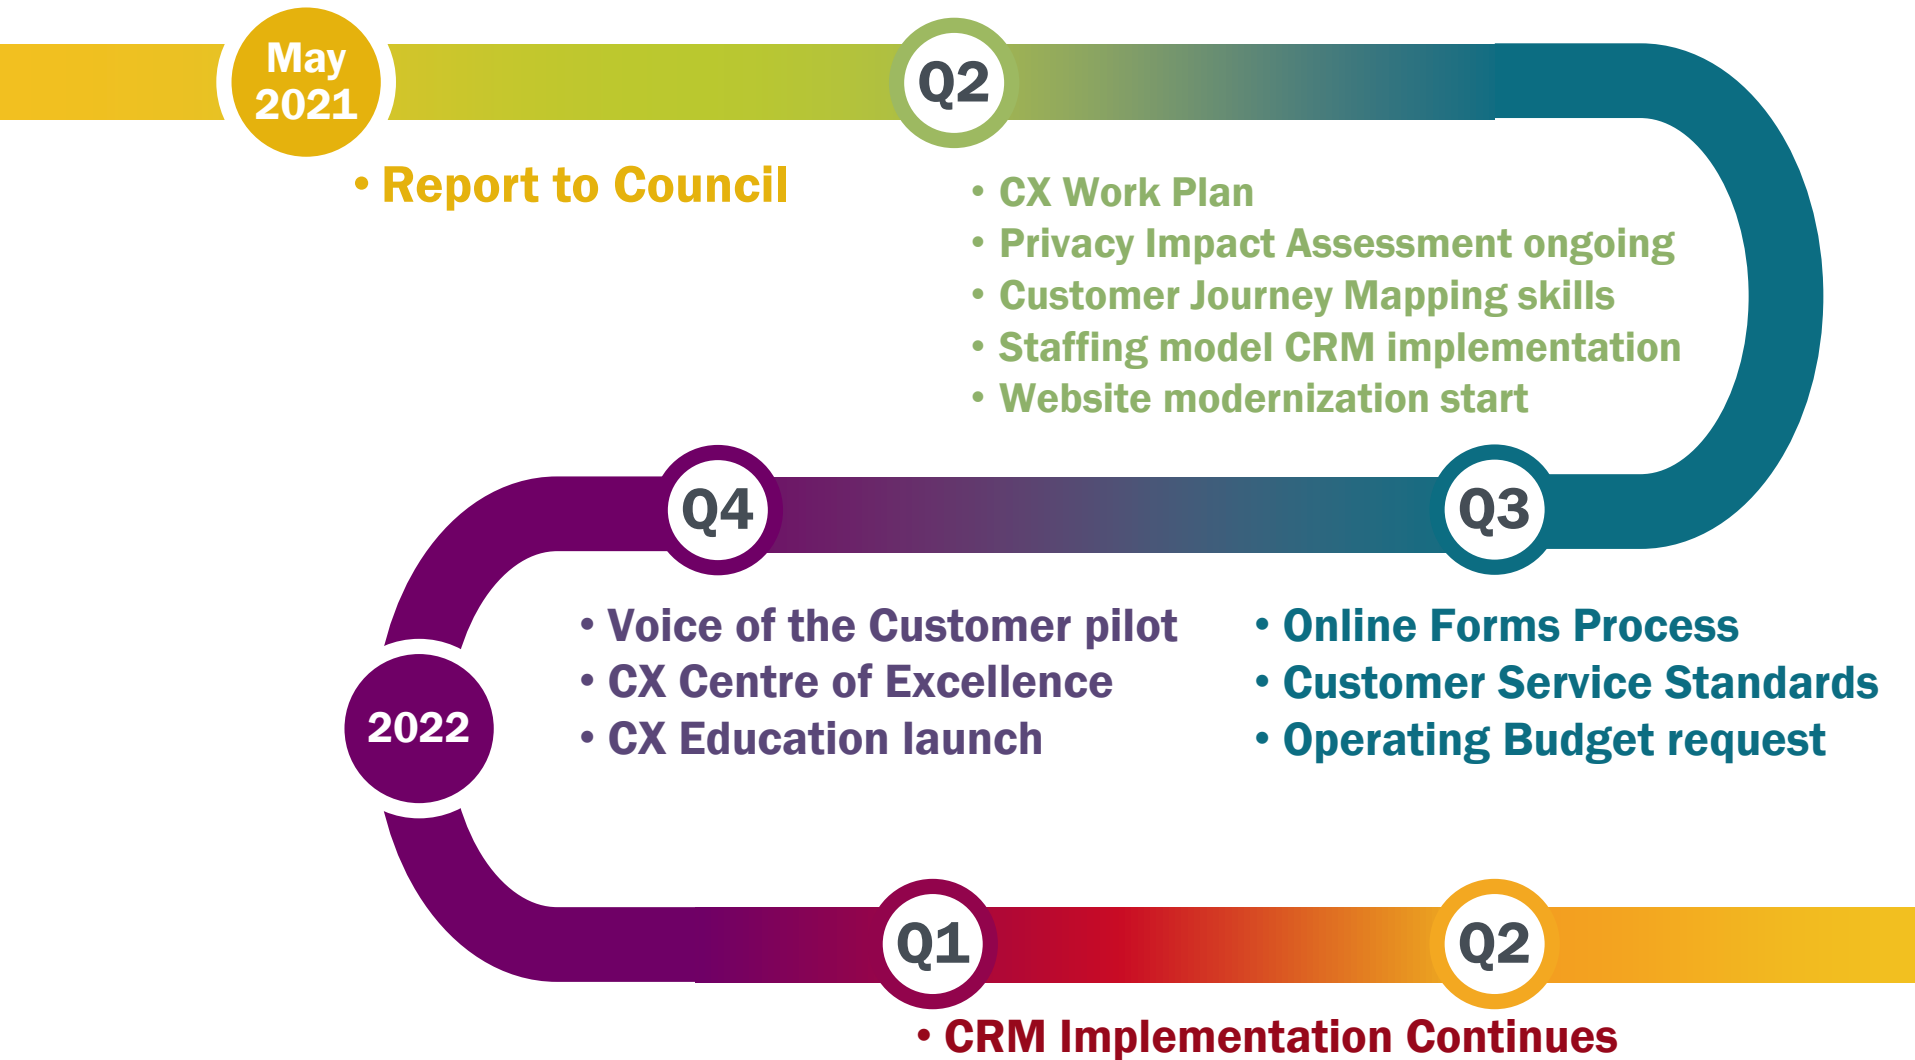 May
2021
• Report to Council
Q2
• CX Work Plan
• Privacy Impact Assessment ongoing
• Customer Journey Mapping skills
• Staffing model CRM implementation
• Website modernization start
Q3
• Online Forms Process
• Customer Service Standards
• Operating Budget request
Q4
• Voice of the Customer pilot
• CX Centre of Excellence
• CX Education launch
2022
Q1
Q2
• CRM Implementation Continues